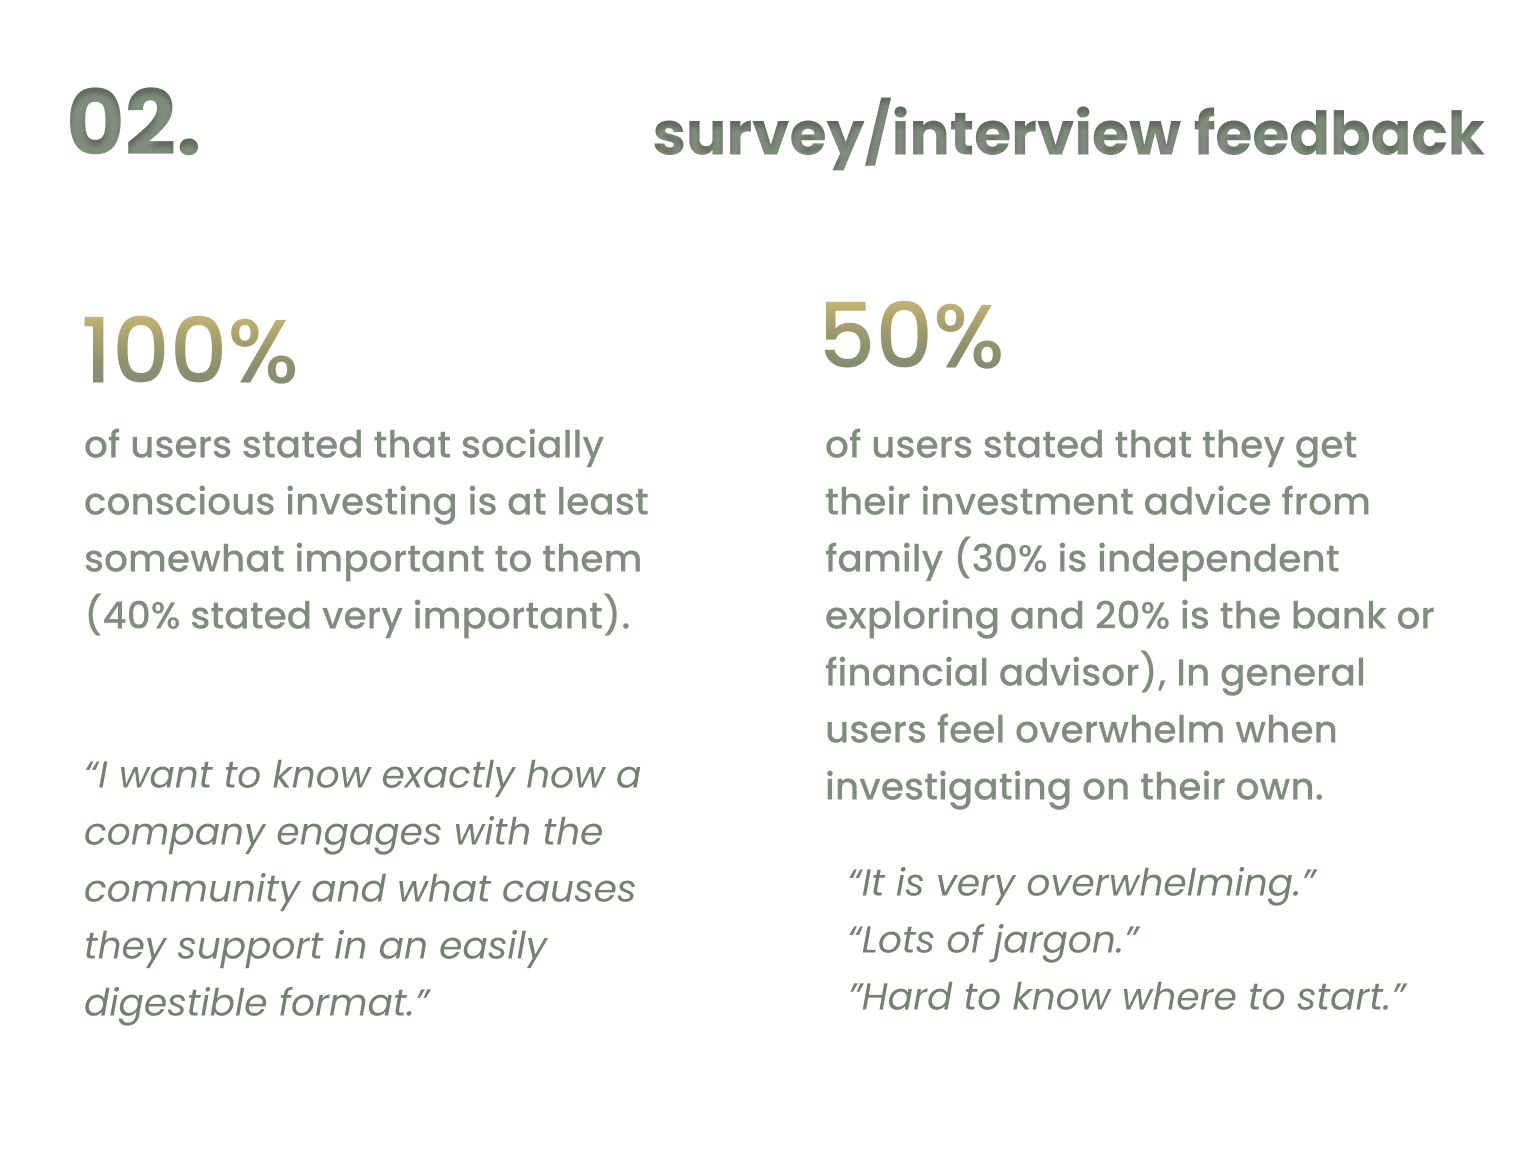 02.
survey/interview feedback
100%
of users stated that socially
conscious investing is at least
somewhat important to them
(40% stated very important).
“I want to know exactly how a
company engages with the
community and what causes
they support in an easily
digestible format.”
50%
of users stated that they get
their investment advice from
family (30% is independent
exploring and 20% is the bank or
financial advisor), In general
users feel overwhelm when
investigating on their own.
“It is very overwhelming.”
“Lots of jargon.”
”Hard to know where to start.”